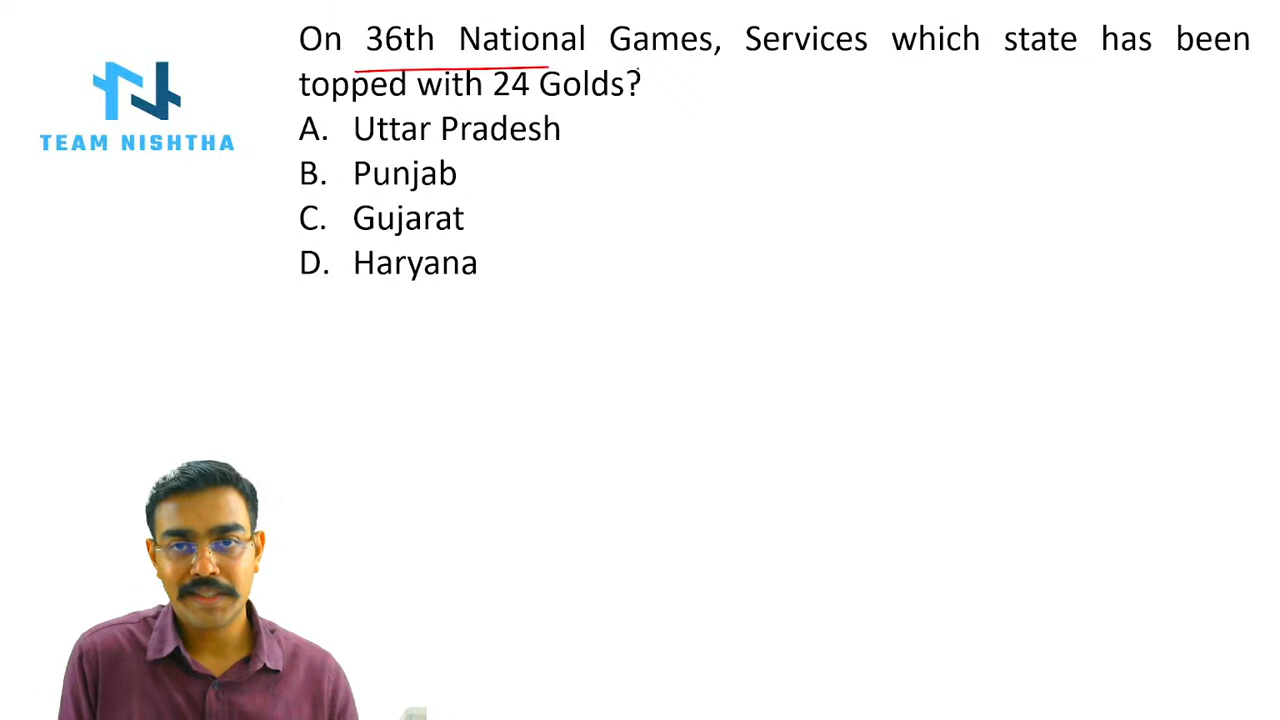 On 36th National Games, Services which state has been
topped with 24 Golds?
TEAM NISHTHA
A. Uttar Pradesh
B. Punjab
C. Gujarat
D. Haryana